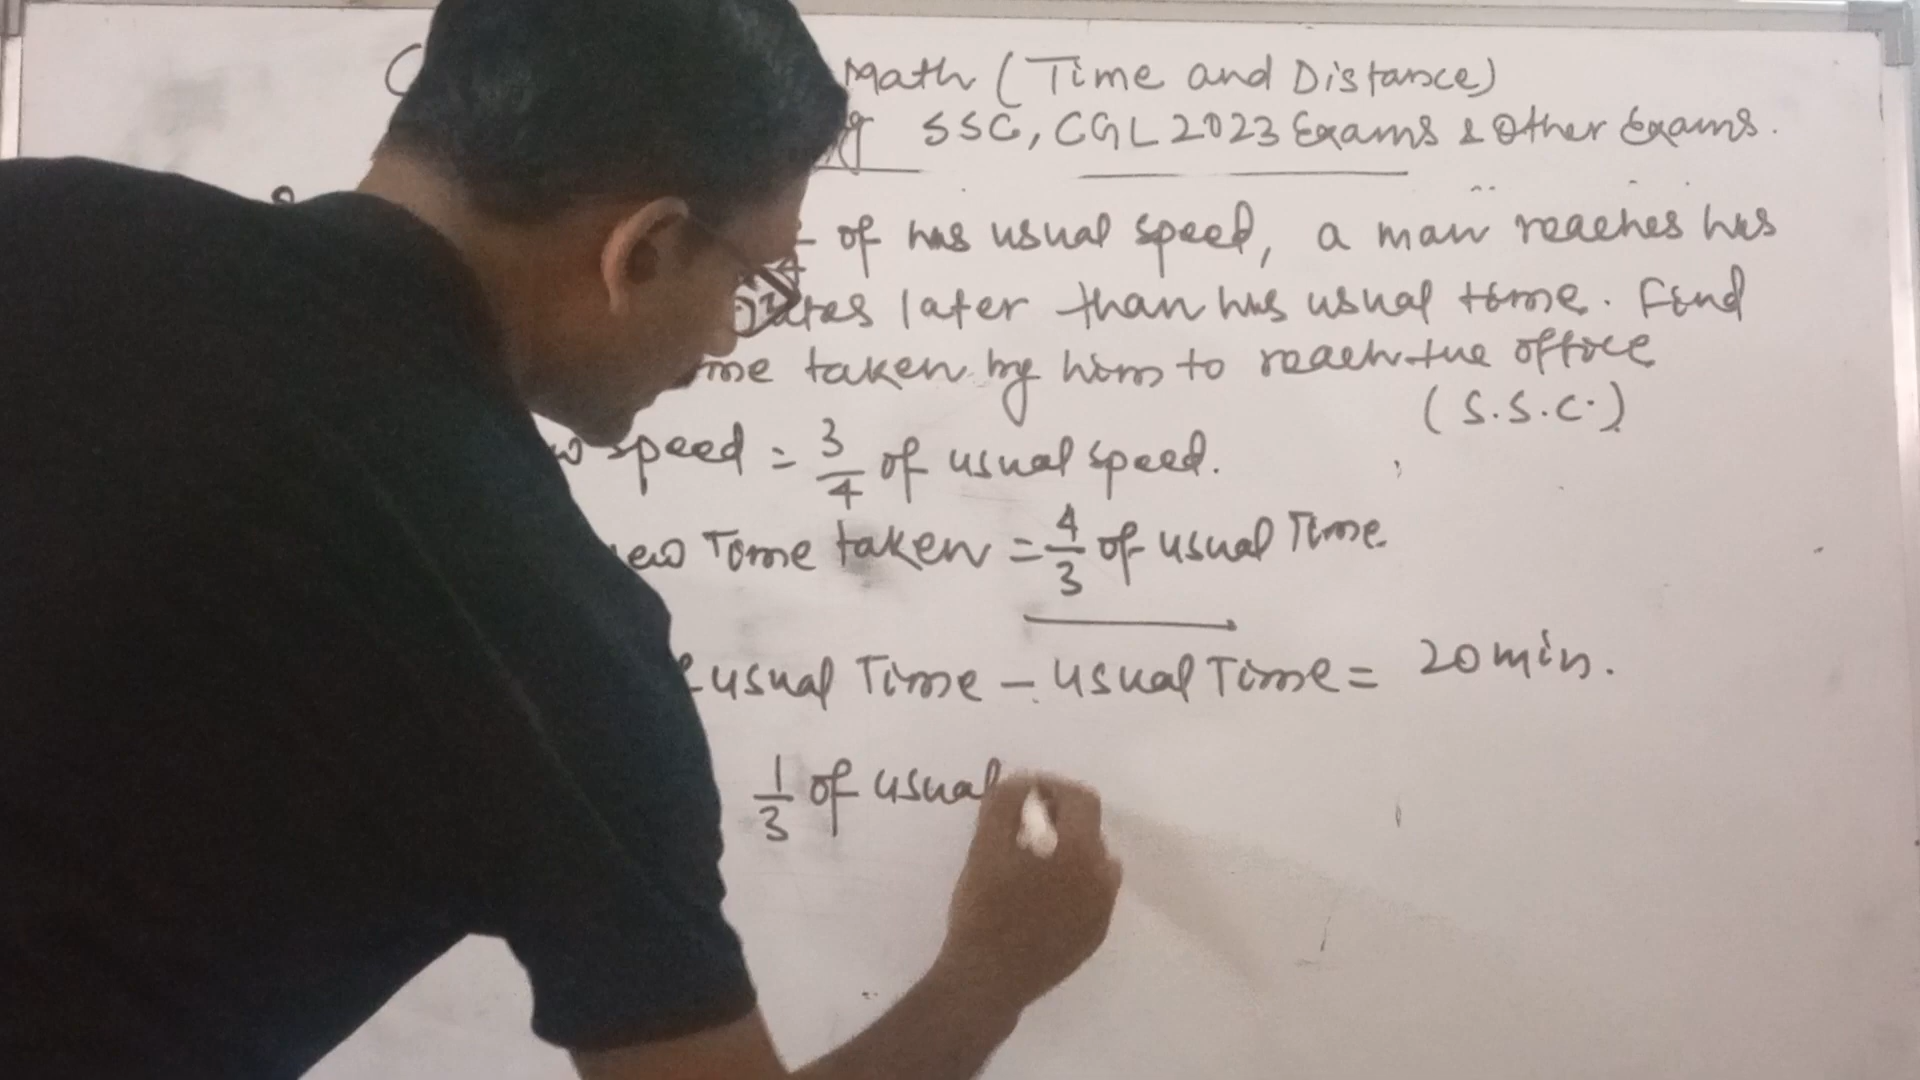 Math (Time and Distance)
SSC, CGL 2023 Exams & Other Exams.
of his usual speed, a man reaches his
later than his usual time. Find
taken by him to reach the office
(S.S.C.)
speed = 3/4 of usual speed.
Time taken = 4/3 of usual Time.
usual Time - usual Time = 20 min.
1/3 of usual